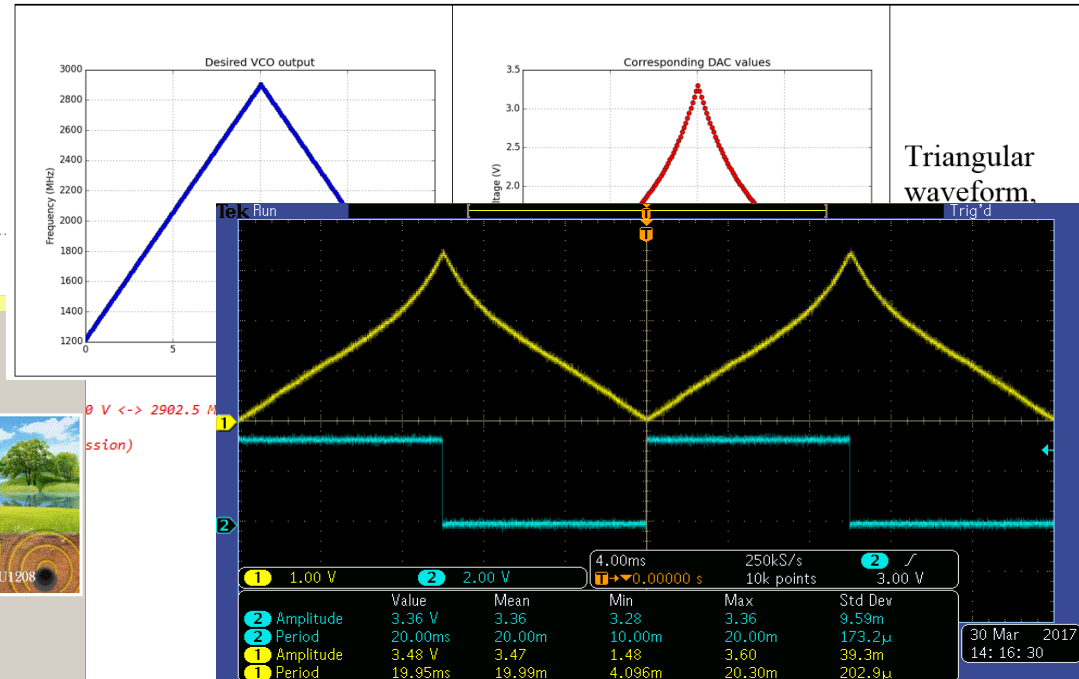 Desired VCO output
3000
2800
2600
2400
2200
2000
1800
1600
1400
1200
Frequency (MHz)
0 5
Corresponding DAC values
3.5
3.0
2.5
2.0
ltage (V)
Triangular
waveform,
0 V <-> 2902.5 M
ssion)
U1208
Tek Run Trig'd
T
T
1
2
4.00ms 250kS/s 2
T→▼0.00000 s 10k points 3.00 V
1 1.00 V 2 2.00 V
Value Mean Min Max Std Dev
2 Amplitude 3.36 V 3.36 3.28 3.36 9.59m
2 Period 20.00ms 20.00m 10.00m 20.00m 173.2µ
1 Amplitude 3.48 V 3.47 1.48 3.60 39.3m
1 Period 19.95ms 19.99m 4.096m 20.30m 202.9µ
30 Mar 2017
14:16:30